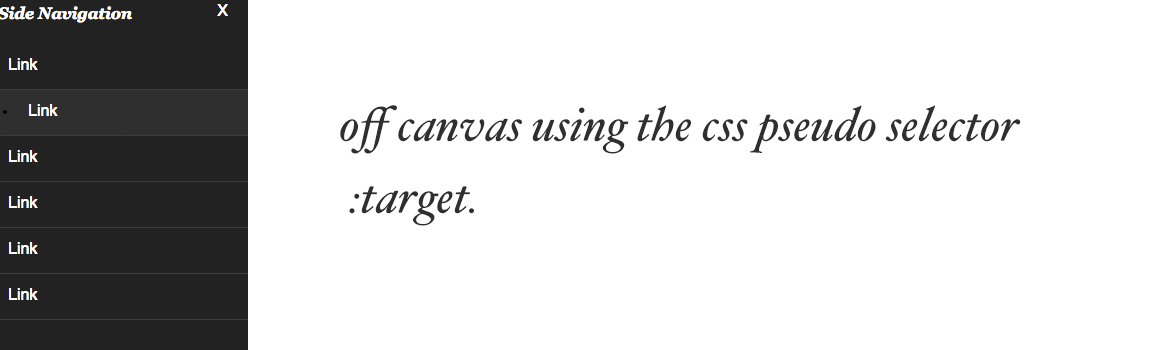 Side Navigation X
Link
Link
Link
Link
Link
Link
off canvas using the css pseudo selector
:target.